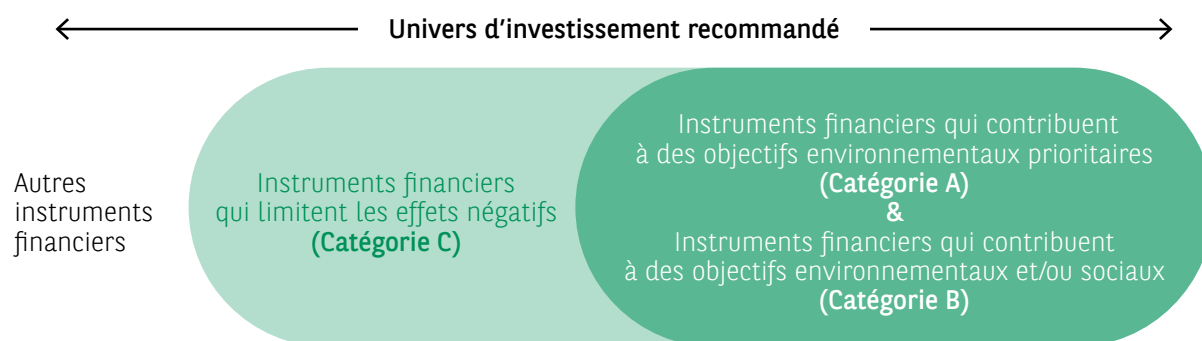 Univers d’investissement recommandé
Autres
instruments
financiers
Instruments financiers
qui limitent les effets négatifs
(Catégorie C)
Instruments financiers qui contribuent
à des objectifs environnementaux prioritaires
(Catégorie A)
&
Instruments financiers qui contribuent
à des objectifs environnementaux et/ou sociaux
(Catégorie B)